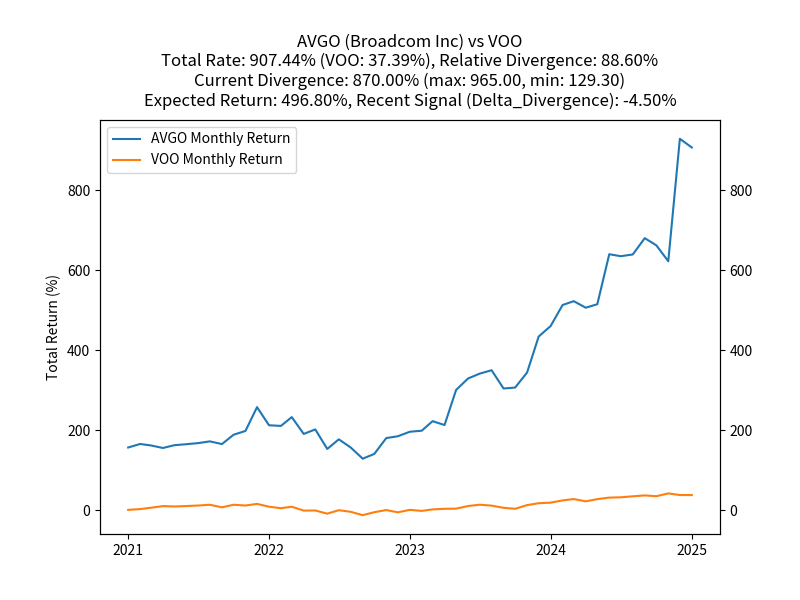 AVGO (Broadcom Inc) vs VOO
Total Rate: 907.44% (VOO: 37.39%), Relative Divergence: 88.60%
Current Divergence: 870.00% (max: 965.00, min: 129.30)
Expected Return: 496.80%, Recent Signal (Delta_Divergence): -4.50%
AVGO Monthly Return
VOO Monthly Return
Total Return (%)
800
600
400
200
0
800
600
400
200
0
2021
2022
2023
2024
2025